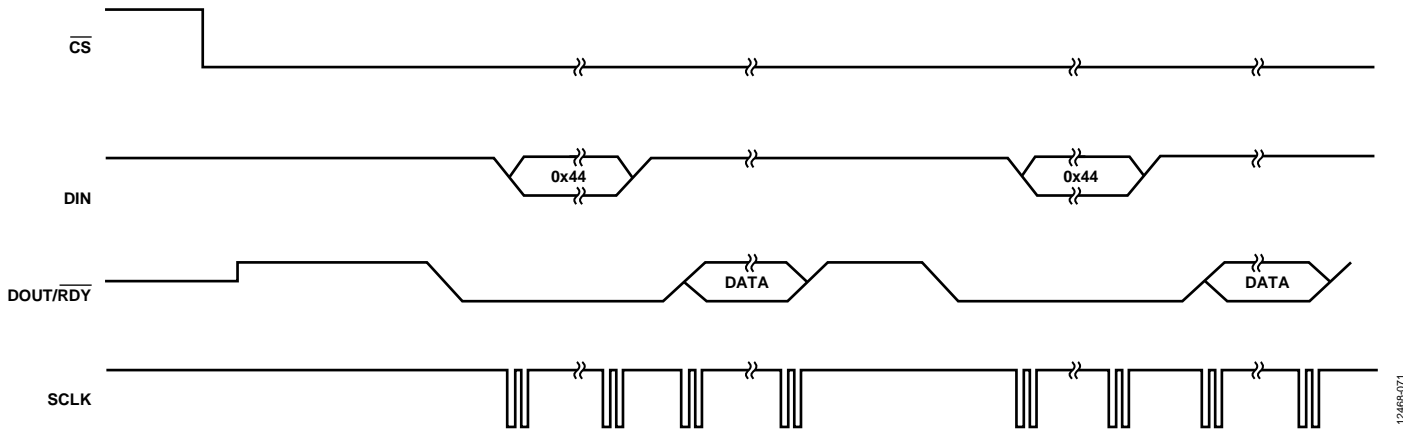 CS
DIN
0x44
0x44
DOUT/RDY
DATA
DATA
SCLK
12468-071